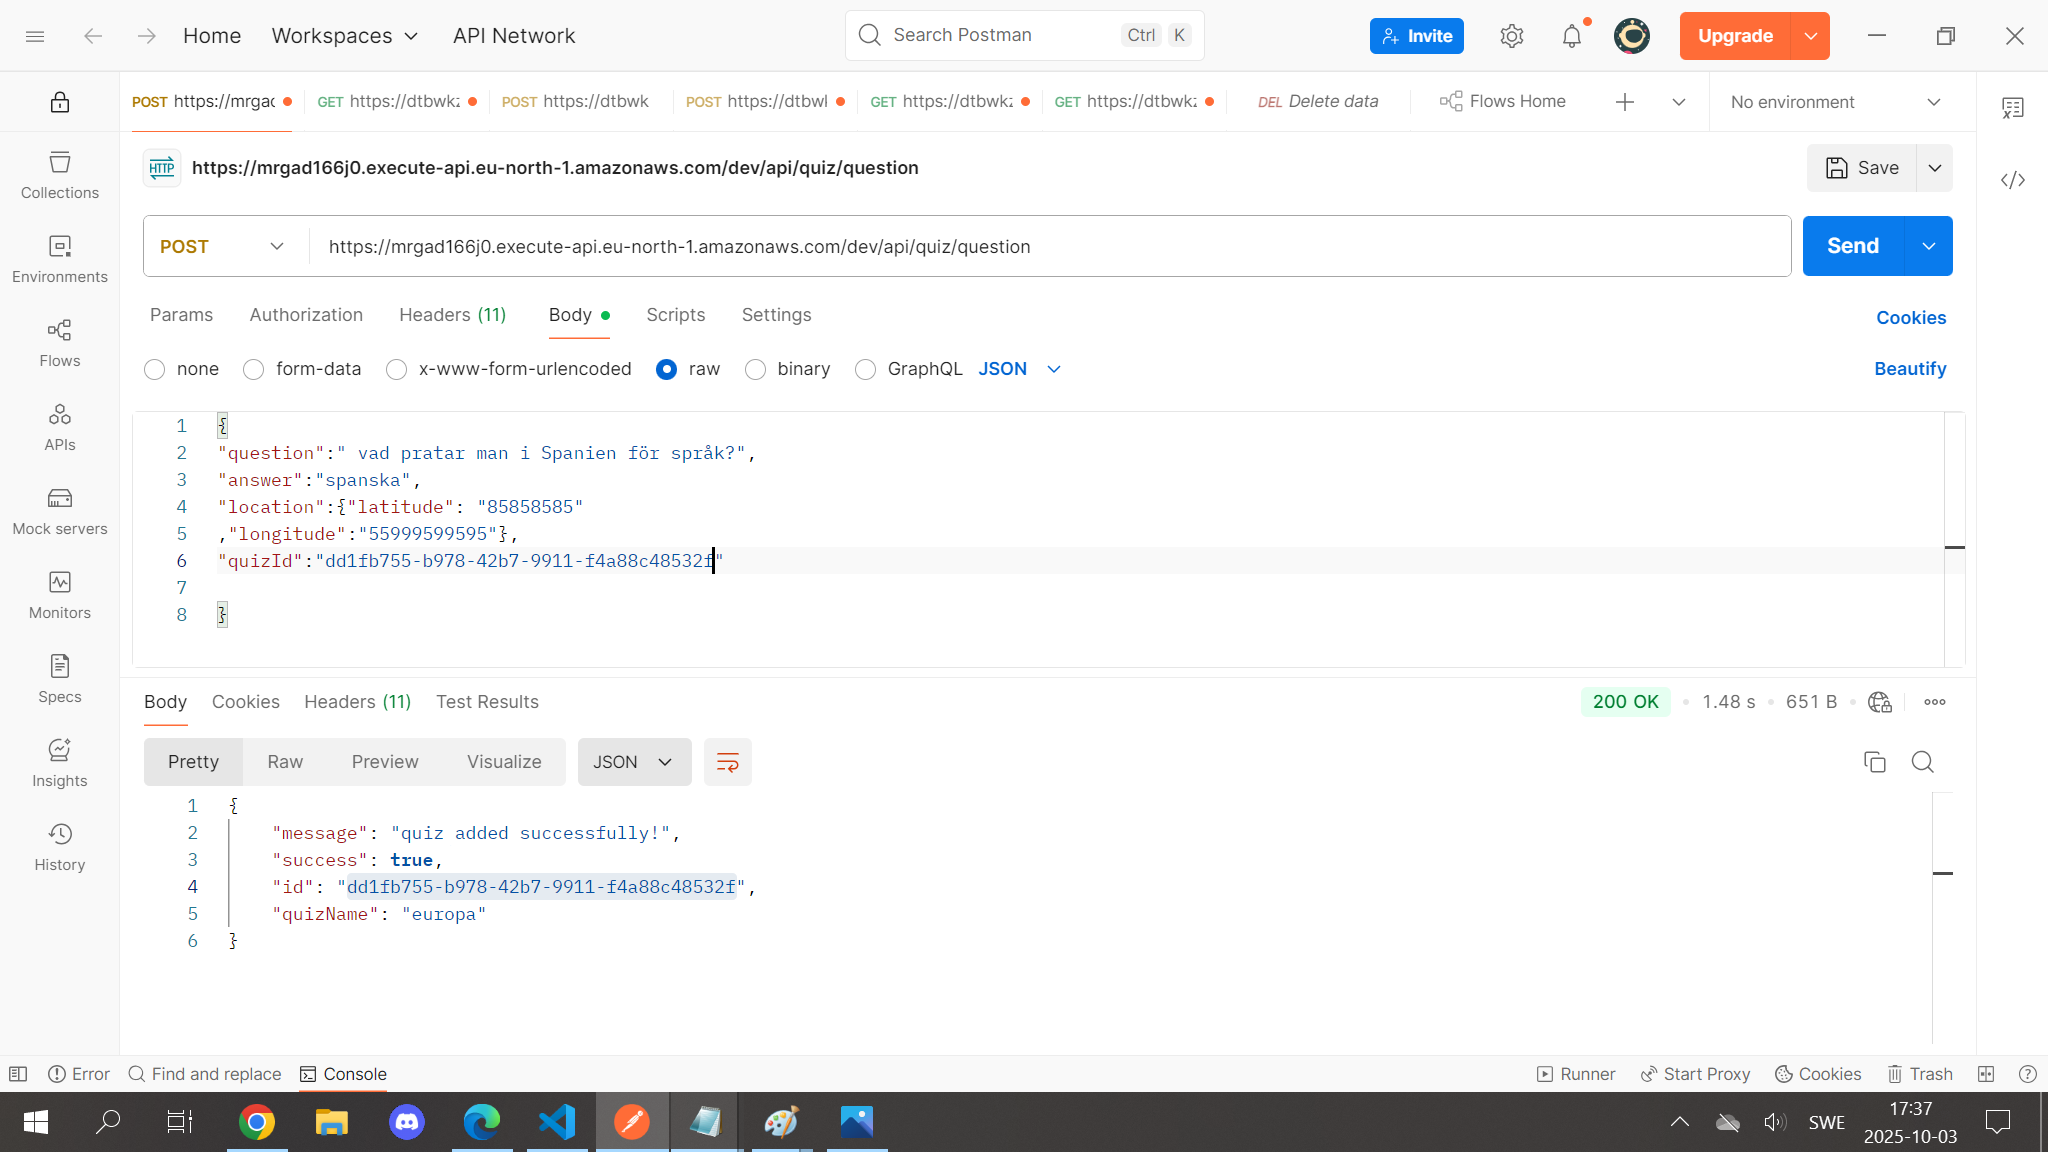 Home Workspaces API Network Search Postman Ctrl K Invite Upgrade
POST https://mrgac GET https://dtbwkz POST https://dtbwk POST https://dtbwl GET https://dtbwkz GET https://dtbwkz DEL Delete data Flows Home No environment
HTTP https://mrgad166j0.execute-api.eu-north-1.amazonaws.com/dev/api/quiz/question Save
POST https://mrgad166j0.execute-api.eu-north-1.amazonaws.com/dev/api/quiz/question Send
Params Authorization Headers (11) Body Scripts Settings Cookies
none form-data x-www-form-urlencoded raw binary GraphQL JSON Beautify
Collections
Environments
Flows
APIs
Mock servers
Monitors
Specs
Insights
History
1 {
2 "question":" vad pratar man i Spanien för språk?",
3 "answer":"spanska",
4 "location":{"latitude": "85858585"
5 ,"longitude":"55999599595"},
6 "quizId":"dd1fb755-b978-42b7-9911-f4a88c48532f"
7
8 }
Body Cookies Headers (11) Test Results 200 OK 1.48 s 651 B
Pretty Raw Preview Visualize JSON
1 {
2 "message": "quiz added successfully!",
3 "success": true,
4 "id": "dd1fb755-b978-42b7-9911-f4a88c48532f",
5 "quizName": "europa"
6 }
Error Find and replace Console Runner Start Proxy Cookies Trash
SWE 17:37
2025-10-03